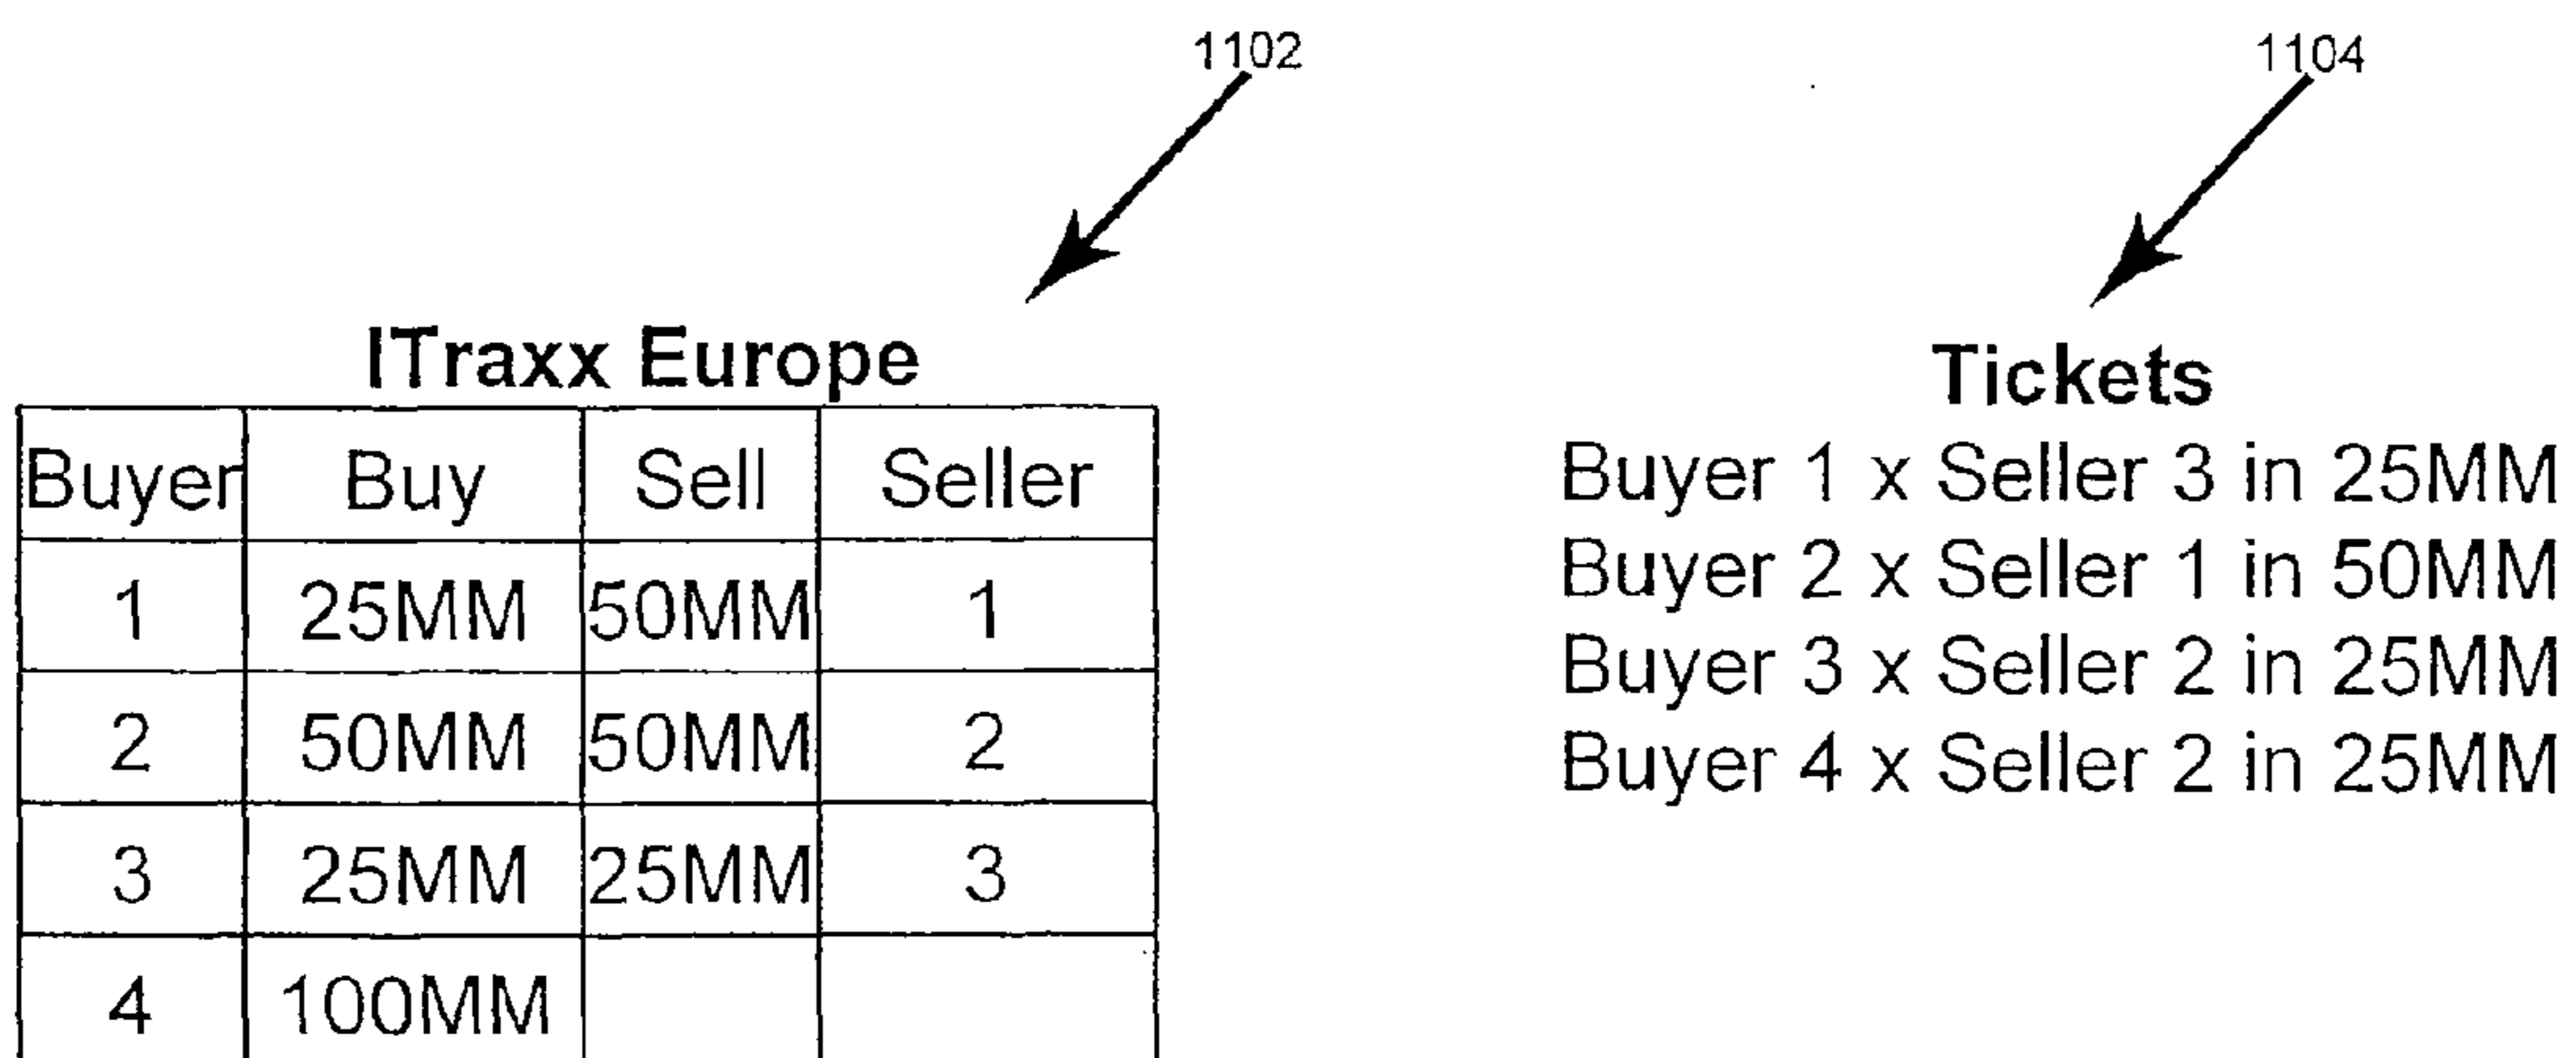 1102
1104
ITraxx Europe
Buyer Buy Sell Seller
1 25MM 50MM 1
2 50MM 50MM 2
3 25MM 25MM 3
4 100MM
Tickets
Buyer 1 x Seller 3 in 25MM
Buyer 2 x Seller 1 in 50MM
Buyer 3 x Seller 2 in 25MM
Buyer 4 x Seller 2 in 25MM